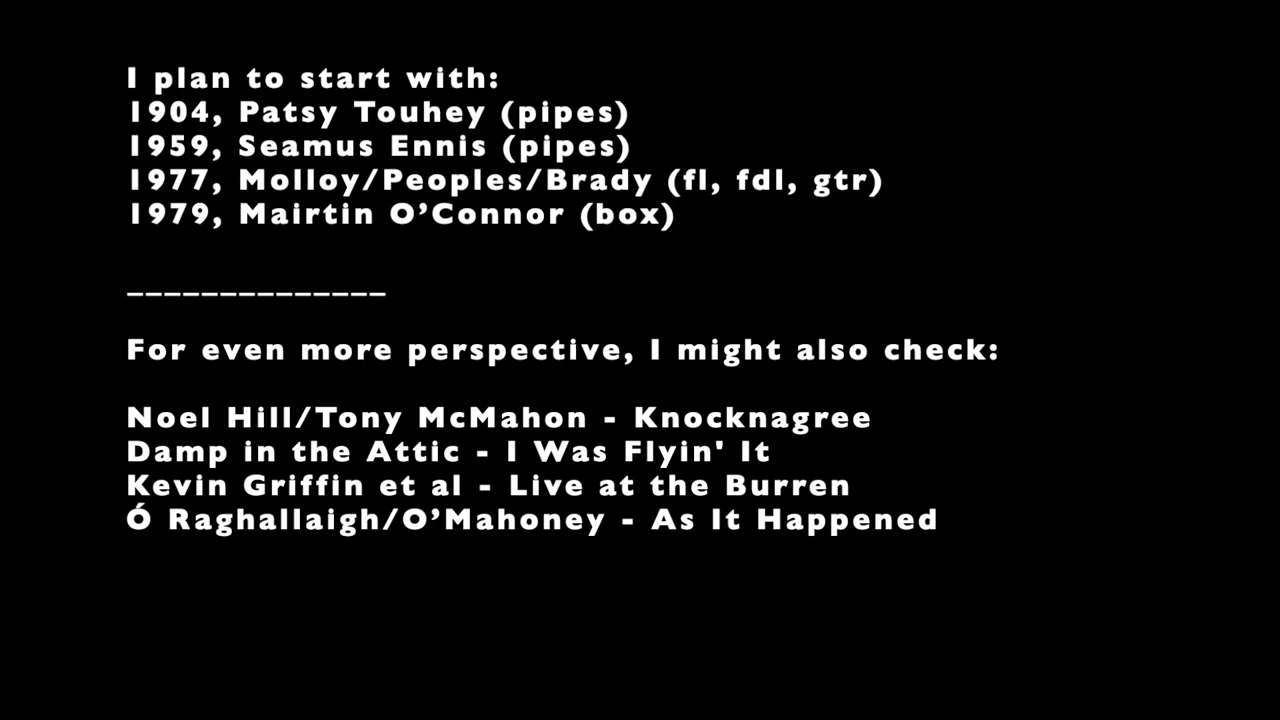 I plan to start with:
1904, Patsy Touhey (pipes)
1959, Seamus Ennis (pipes)
1977, Molloy/Peoples/Brady (fl, fdl, gtr)
1979, Mairtin O’Connor (box)
______________
For even more perspective, I might also check:
Noel Hill/Tony McMahon - Knocknagree
Damp in the Attic - I Was Flyin' It
Kevin Griffin et al - Live at the Burren
Ó Raghallaigh/O’Mahoney - As It Happened